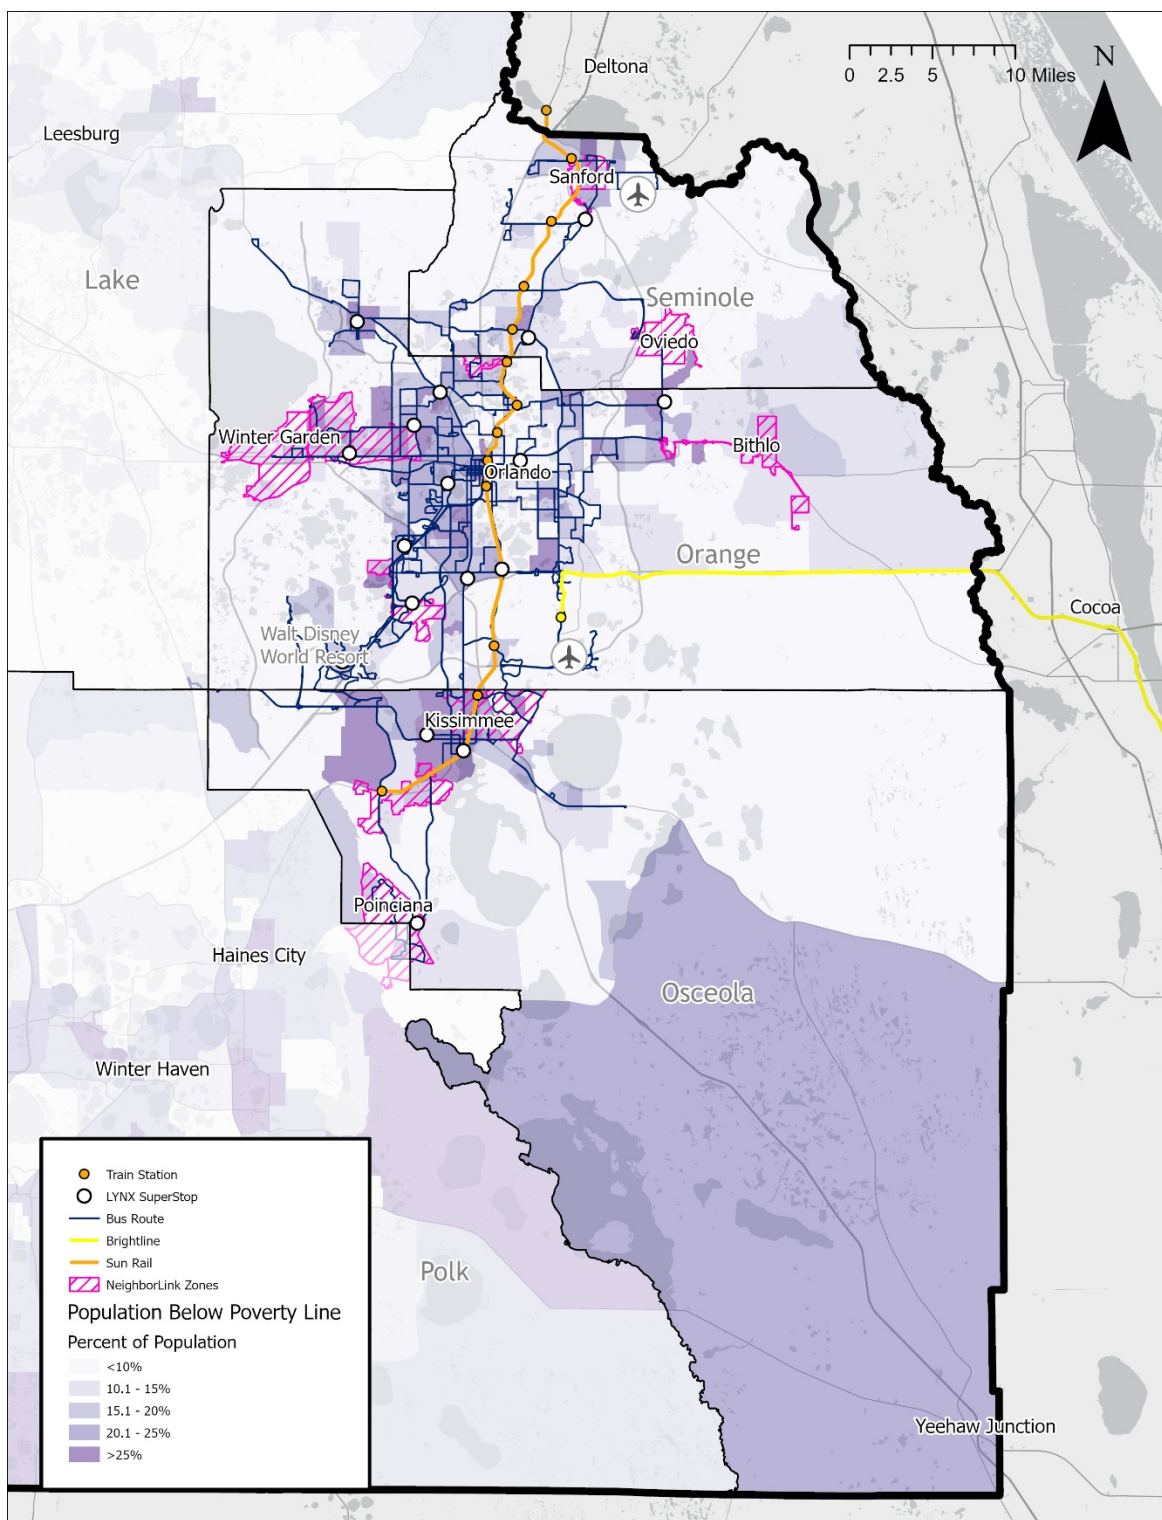 Deltona
0 2.5 5 10 Miles
N
Leesburg
Sanford
Lake
Seminole
Oviedo
Winter Garden
Bithlo
Orlando
Orange
Cocoa
Walt Disney
World Resort
Kissimmee
Poinciana
Haines City
Osceola
Winter Haven
Polk
Yeehaw Junction
Train Station
LYNX SuperStop
Bus Route
Brightline
Sun Rail
NeighborLink Zones
Population Below Poverty Line
Percent of Population
<10%
10.1 - 15%
15.1 - 20%
20.1 - 25%
>25%